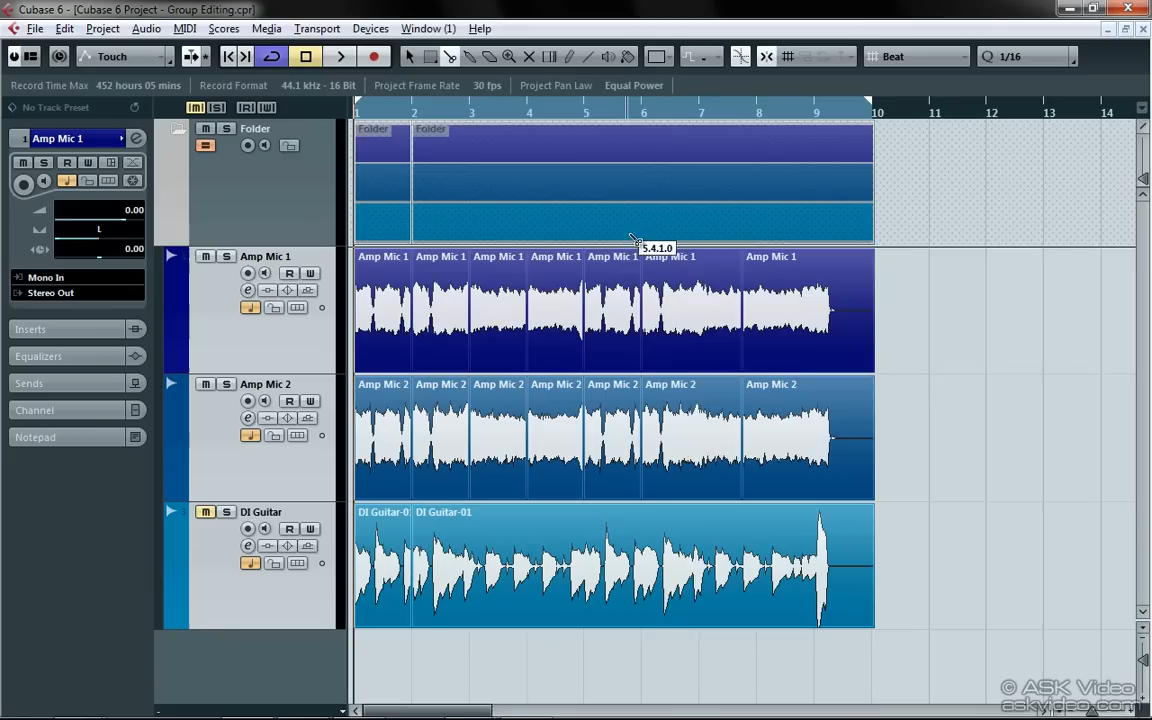 Cubase 6 - [Cubase 6 Project - Group Editing.cpr]
File Edit Project Audio MIDI Scores Media Transport Devices Window (1) Help
Touch Beat Q 1/16
Record Time Max 452 hours 05 mins Record Format 44.1 kHz - 16 Bit Project Frame Rate 30 fps Project Pan Law Equal Power
No Track Preset M S R W 1 2 3 4 5 6 7 8 9 10 11 12 13 14
1 Amp Mic 1 M S Folder Folder Folder
M S R W
0.00
L
0.00
5.4.1.0
M S Amp Mic 1 Amp Mic 1 Amp Mic 1 Amp Mic 1 Amp Mic 1 Amp Mic 1 Mic 1 Amp Mic 1
R W
e
Mono In
Stereo Out
Inserts
Equalizers
Sends
Channel
Notepad
M S Amp Mic 2 Amp Mic 2 Amp Mic 2 Amp Mic 2 Amp Mic 2 Amp Mic 2 Amp Mic 2 Amp Mic 2
R W
e
M S DI Guitar DI Guitar-0 DI Guitar-01
R W
e
© ASK Video
askvideo.com